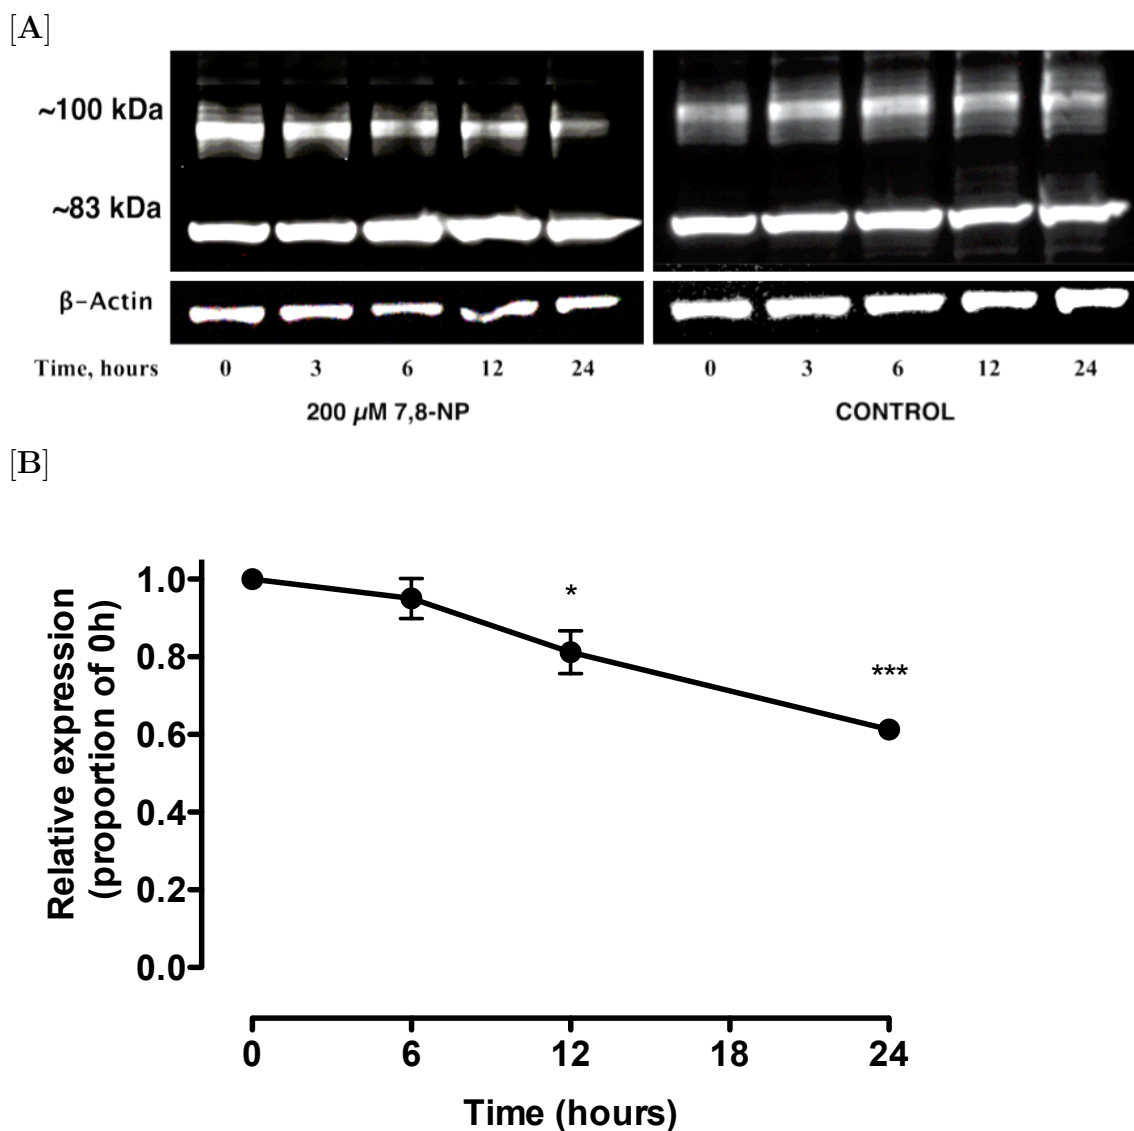 [A]
~100 kDa
~83 kDa
β-Actin
Time, hours 0 3 6 12 24 0 3 6 12 24
200 μM 7,8-NP CONTROL
[B]
Relative expression
(proportion of 0h)
1.0
0.8
0.6
0.4
0.2
0.0
*
***
0 6 12 18 24
Time (hours)